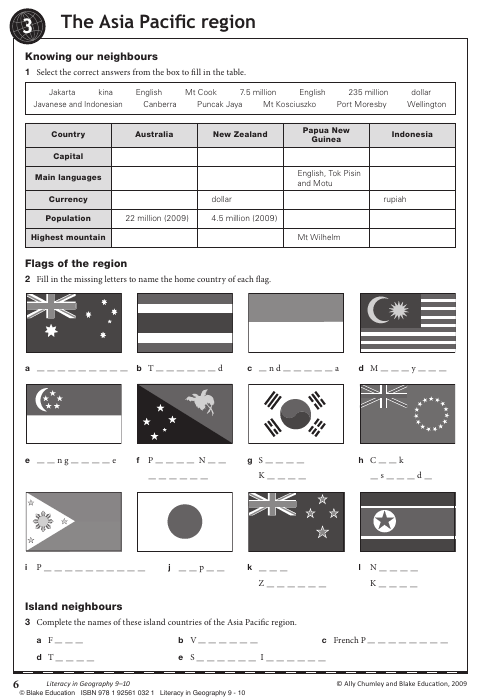 3
The Asia Pacific region
Knowing our neighbours
1 Select the correct answers from the box to fill in the table.
Jakarta kina English Mt Cook 7.5 million English 235 million dollar
Javanese and Indonesian Canberra Puncak Jaya Mt Kosciuszko Port Moresby Wellington
Country Australia New Zealand Papua New Guinea Indonesia
Capital
Main languages English, Tok Pisin and Motu
Currency dollar rupiah
Population 22 million (2009) 4.5 million (2009)
Highest mountain Mt Wilhelm
Flags of the region
2 Fill in the missing letters to name the home country of each flag.
a _ _ _ _ _ _ _ _ _ b T _ _ _ _ _ _ d c _ n d _ _ _ _ _ a d M _ _ _ y _ _ _
e _ _ n g _ _ _ _ e f P _ _ _ _ N _ _ g S _ _ _ _ h C _ _ k
_ _ _ _ _ _ K _ _ _ _ _ s _ _ _ d _
i P _ _ _ _ _ _ _ _ _ _ j _ _ p _ _ k _ _ _ l N _ _ _ _
Z _ _ _ _ _ _ K _ _ _ _
Island neighbours
3 Complete the names of these island countries of the Asia Pacific region.
a F _ _ _ b V _ _ _ _ _ _ c French P _ _ _ _ _ _ _ _
d T _ _ _ _ e S _ _ _ _ _ _ I _ _ _ _ _ _
6 Literacy in Geography 9–10 © Ally Chumley and Blake Education, 2009
© Blake Education ISBN 978 1 92561 032 1 Literacy in Geography 9 - 10